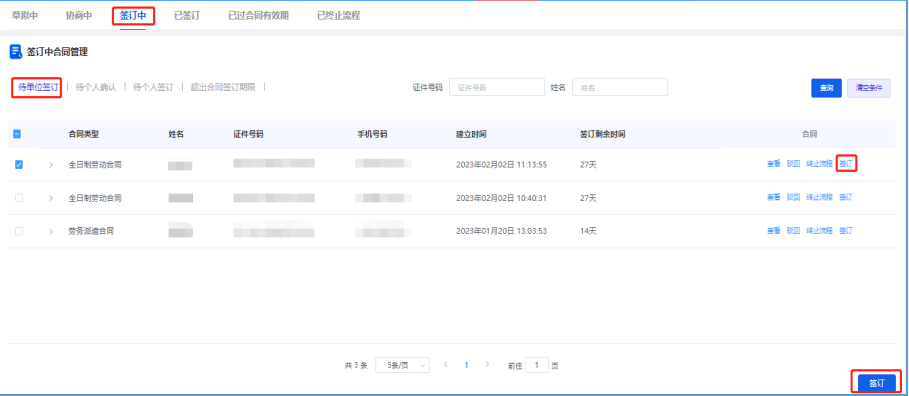 草拟中 协商中 签订中 已签订 已过合同有效期 已终止流程
签订中合同管理
待单位签订 | 待个人确认 | 待个人签订 | 超出合同签订期限 | 证件号码 证件号码 姓名 姓名 查询 清空条件
合同类型 姓名 证件号码 手机号码 建立时间 签订剩余时间 合同
全日制劳动合同 2023年02月02日 11:13:55 27天 查看 驳回 终止流程 签订
全日制劳动合同 2023年02月02日 10:40:31 27天 查看 驳回 终止流程 签订
劳务派遣合同 2023年01月20日 13:03:53 14天 查看 驳回 终止流程 签订
共 3 条 5条/页 1 前往 1 页
签订